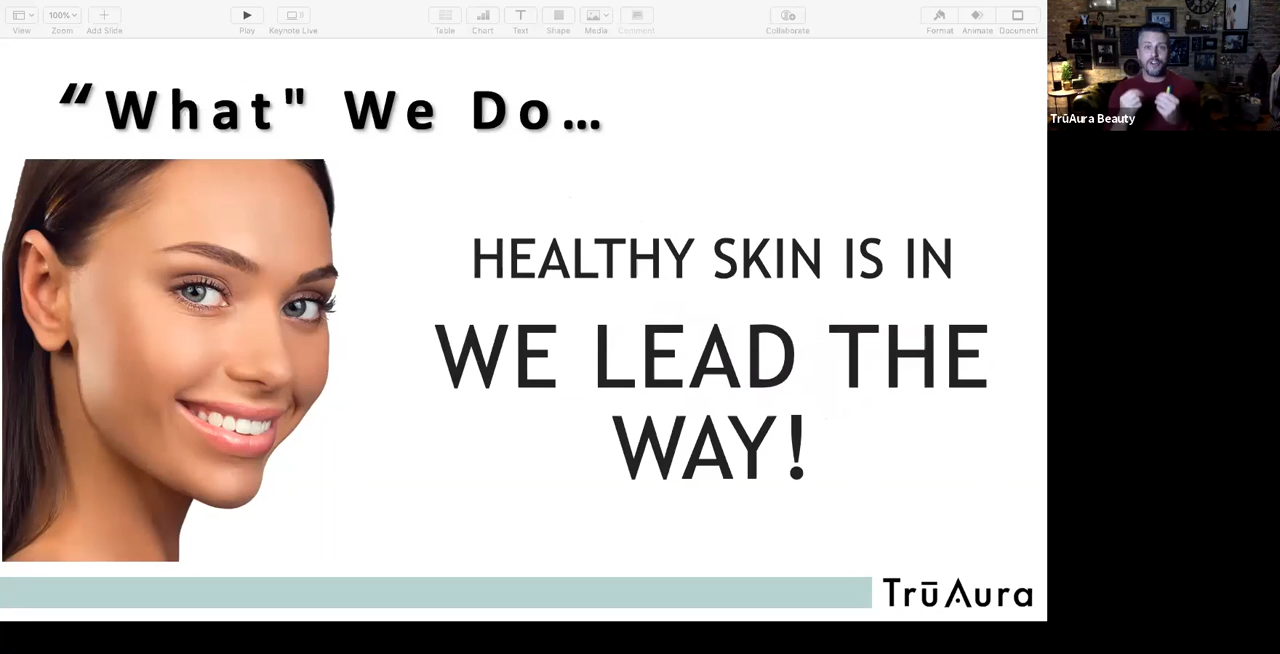 View
100%
Zoom
Add Slide
Play
Keynote Live
Table
Chart
Text
Shape
Media
Comment
Collaborate
Format
Animate
Document
“What" We Do...
HEALTHY SKIN IS IN
WE LEAD THE
WAY!
TrūAura
TrūAura Beauty